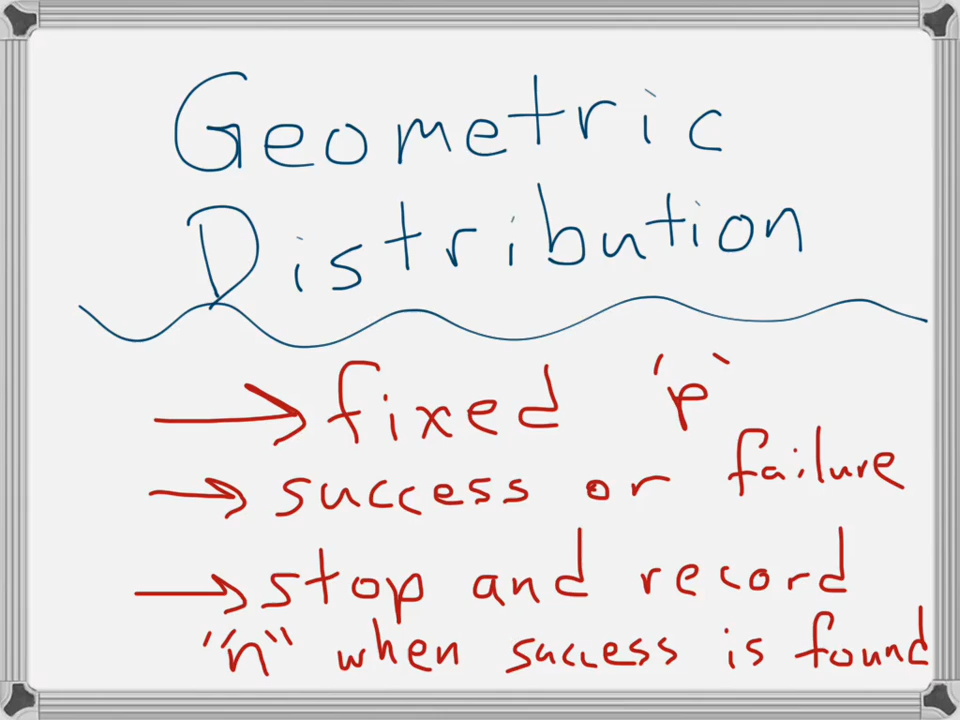 Geometric
Distribution
→ fixed 'p'
→ success or failure
→ stop and record
"n" when success is found